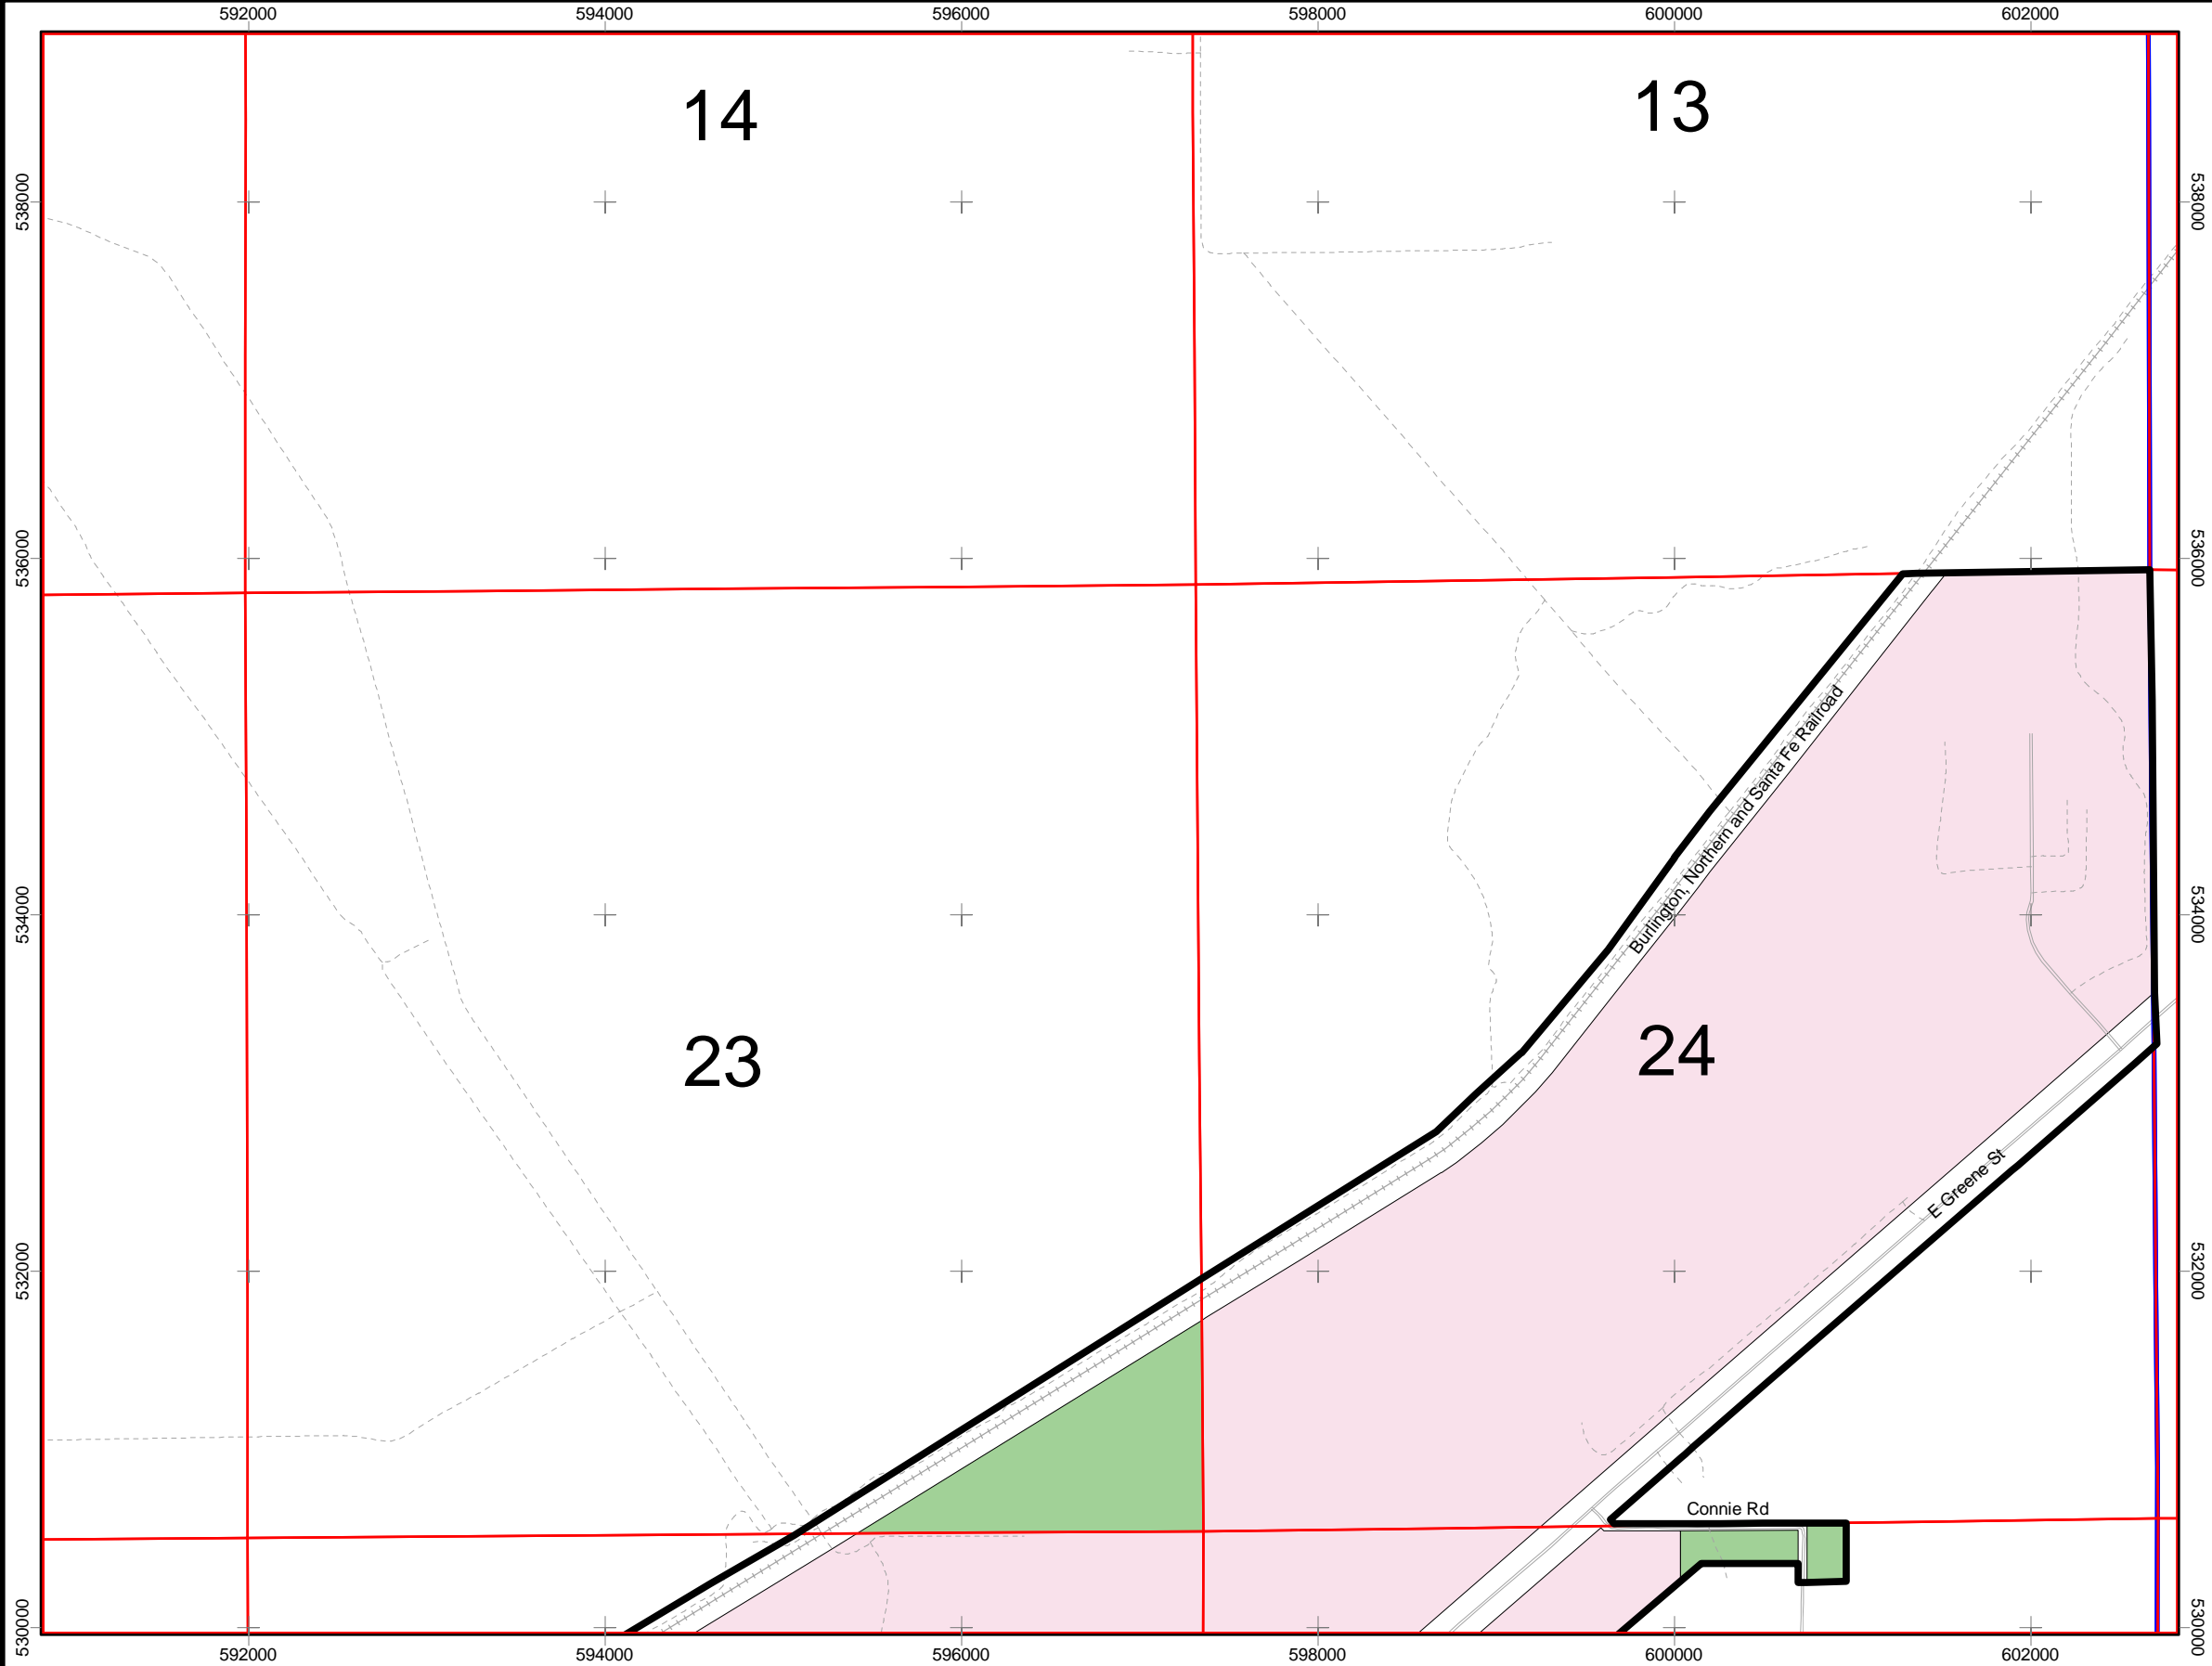 592000 594000 596000 598000 600000 602000
14 13
538000 538000
536000 536000
Burlington, Northern and Santa Fe Railroad
534000 534000
23 24
E Greene St
532000 532000
Connie Rd
530000 530000
592000 594000 596000 598000 600000 602000